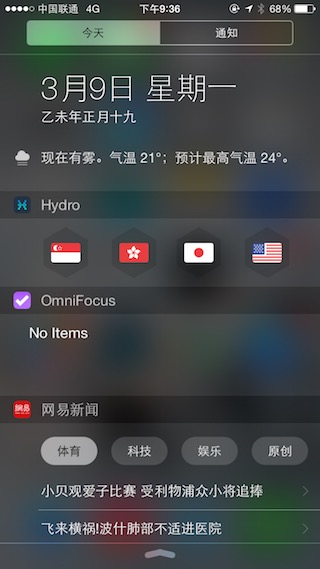 中国联通 4G 下午9:36 68%
今天 通知
3月9日 星期一
乙未年正月十九
现在有雾。气温 21°；预计最高气温 24°。
Hydro
OmniFocus
No Items
网易 网易新闻
体育 科技 娱乐 原创
小贝观爱子比赛 受利物浦众小将追捧
飞来横祸!波什肺部不适进医院